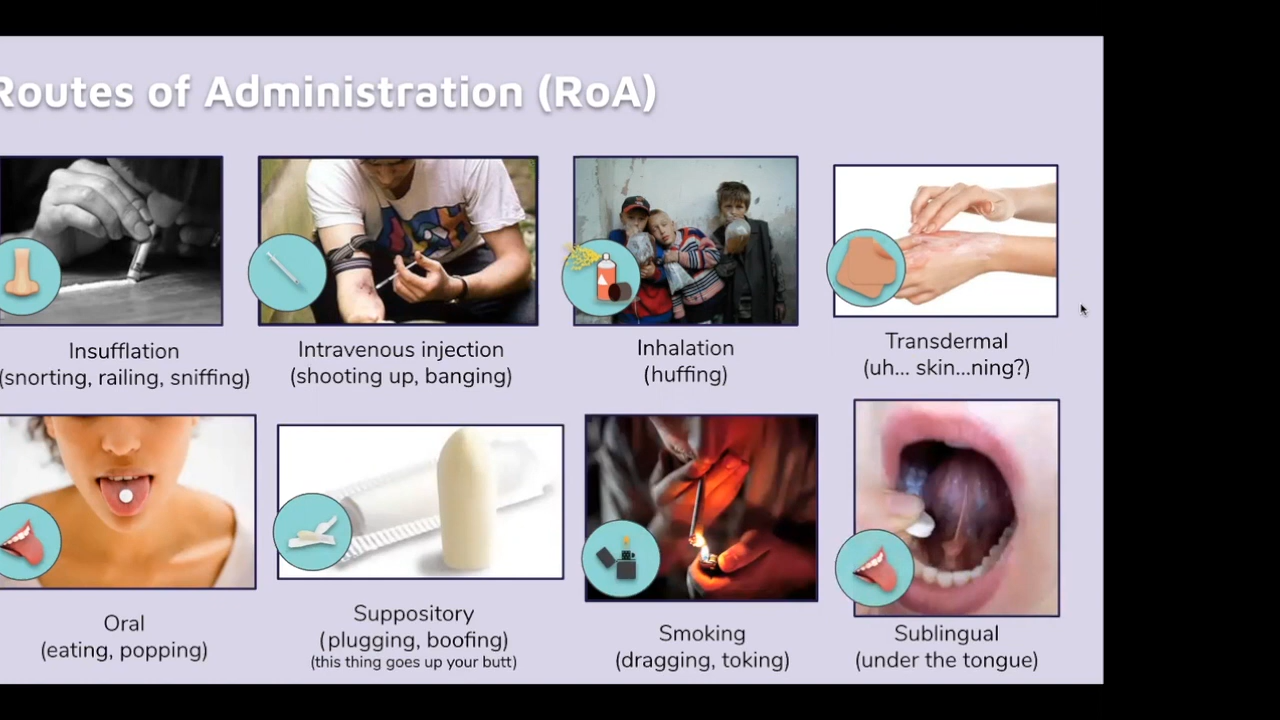 Routes of Administration (RoA)
Insufflation
(snorting, railing, sniffing)
Intravenous injection
(shooting up, banging)
Inhalation
(huffing)
Transdermal
(uh... skin...ning?)
Oral
(eating, popping)
Suppository
(plugging, boofing)
(this thing goes up your butt)
Smoking
(dragging, toking)
Sublingual
(under the tongue)